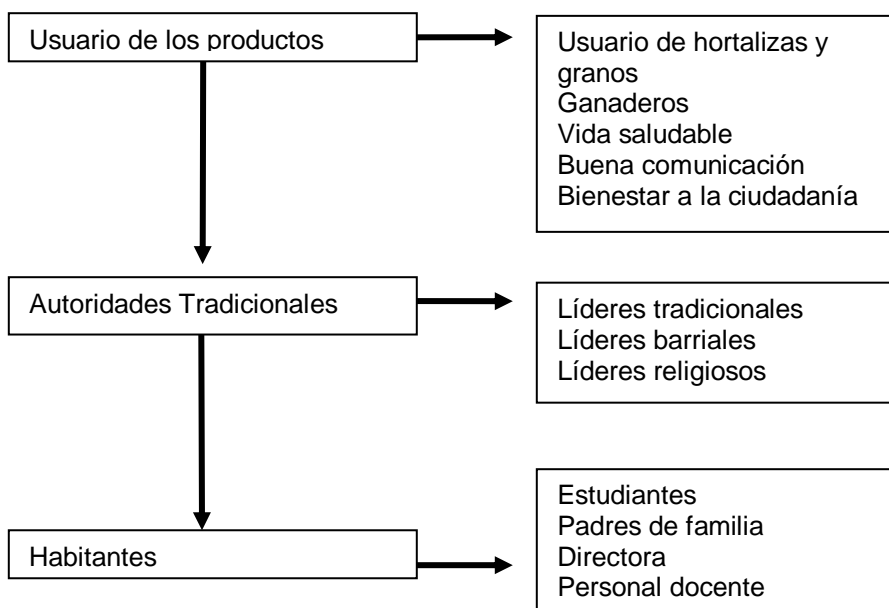 Usuario de los productos
Usuario de hortalizas y
granos
Ganaderos
Vida saludable
Buena comunicación
Bienestar a la ciudadanía
Autoridades Tradicionales
Líderes tradicionales
Líderes barriales
Líderes religiosos
Habitantes
Estudiantes
Padres de familia
Directora
Personal docente